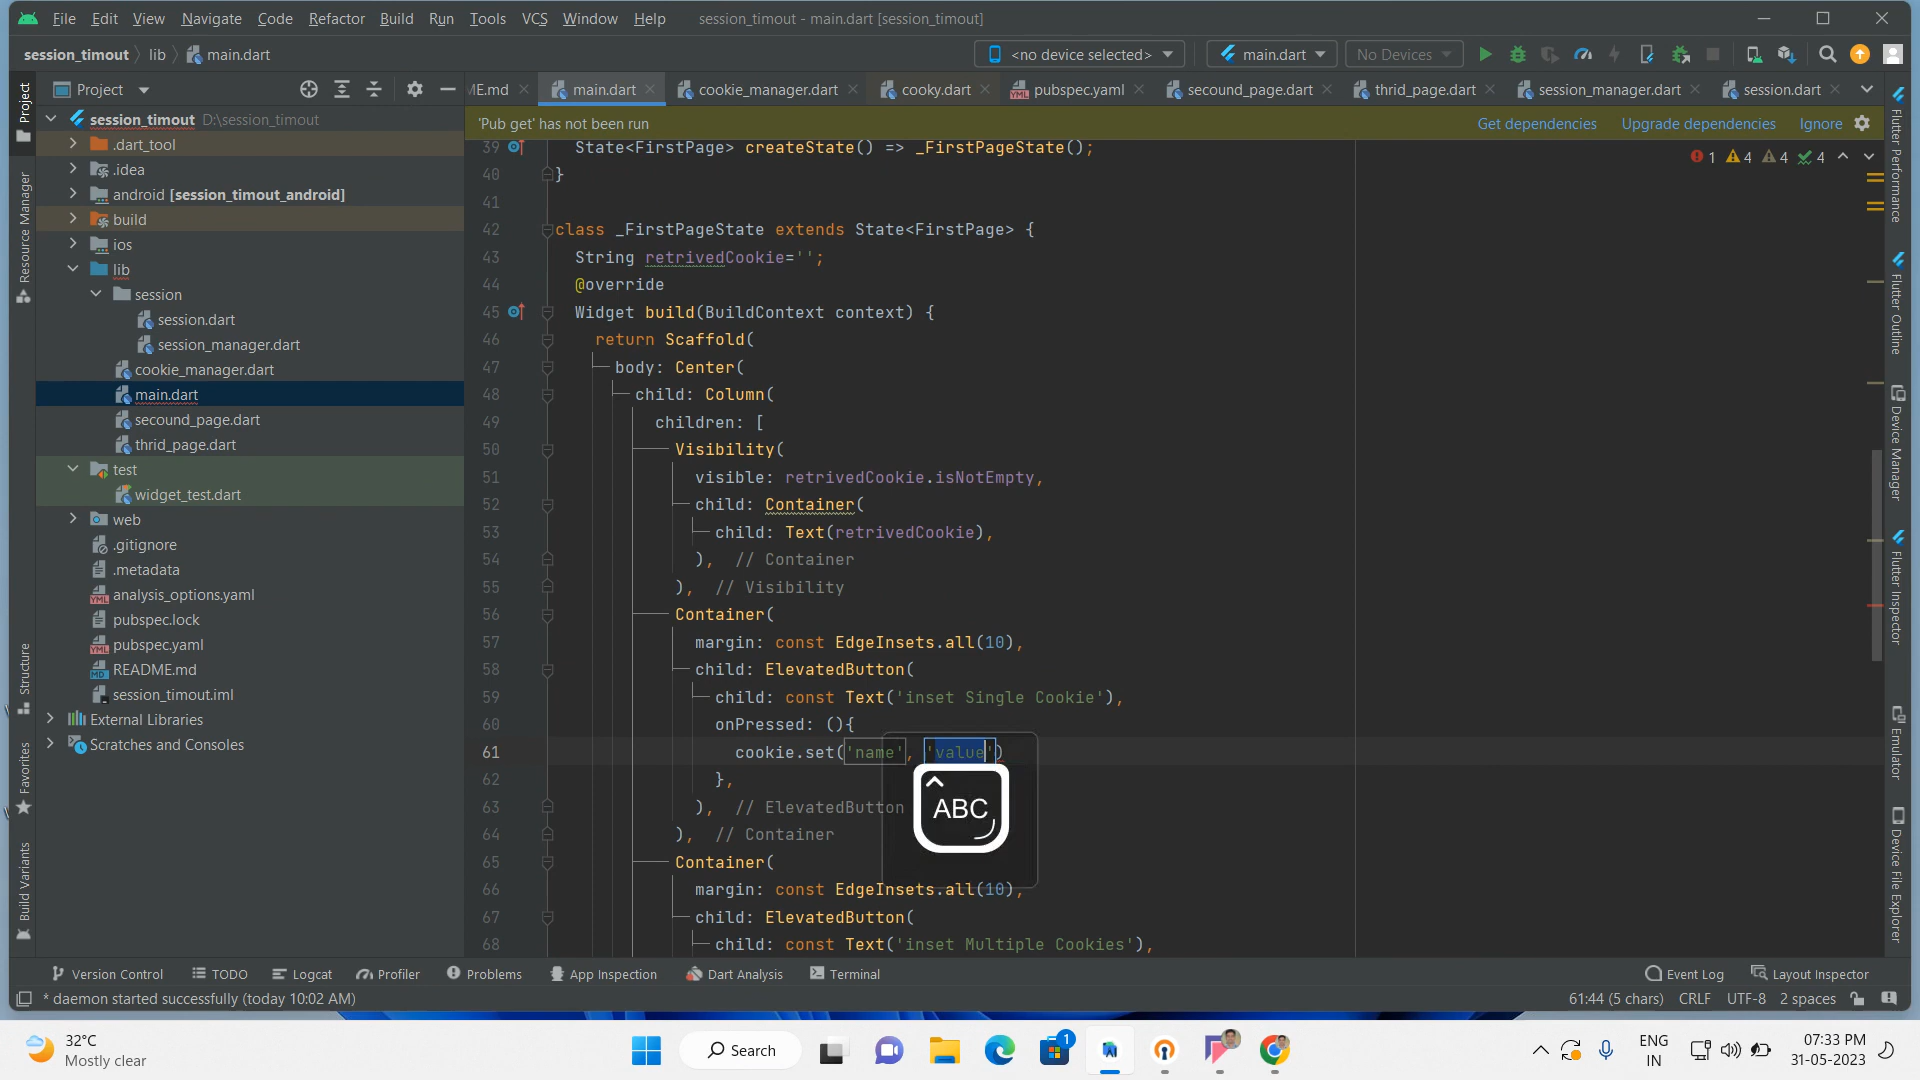 File Edit View Navigate Code Refactor Build Run Tools VCS Window Help session_timout - main.dart [session_timout]
session_timout lib main.dart <no device selected> main.dart No Devices
Project ME.md main.dart cookie_manager.dart cooky.dart pubspec.yaml secound_page.dart thrid_page.dart session_manager.dart session.dart
'Pub get' has not been run Get dependencies Upgrade dependencies Ignore
session_timout D:\session_timout
.dart_tool
.idea
android [session_timout_android]
build
ios
lib
session
session.dart
session_manager.dart
cookie_manager.dart
main.dart
secound_page.dart
thrid_page.dart
test
widget_test.dart
web
.gitignore
.metadata
analysis_options.yaml
pubspec.lock
pubspec.yaml
README.md
session_timout.iml
External Libraries
Scratches and Consoles
Project
Resource Manager
Structure
Favorites
Build Variants
1 4 4 4
39 State<FirstPage> createState() => _FirstPageState();
40 }
41
42 class _FirstPageState extends State<FirstPage> {
43 String retrivedCookie='';
44 @override
45 Widget build(BuildContext context) {
46 return Scaffold(
47 body: Center(
48 child: Column(
49 children: [
50 Visibility(
51 visible: retrivedCookie.isNotEmpty,
52 child: Container(
53 child: Text(retrivedCookie),
54 ), // Container
55 ), // Visibility
56 Container(
57 margin: const EdgeInsets.all(10),
58 child: ElevatedButton(
59 child: const Text('inset Single Cookie'),
60 onPressed: (){
61 cookie.set('name', 'value')
62 },
63 ), // ElevatedButton
64 ), // Container
65 Container(
66 margin: const EdgeInsets.all(10),
67 child: ElevatedButton(
68 child: const Text('inset Multiple Cookies'),
ABC
Flutter Performance
Flutter Outline
Device Manager
Flutter Inspector
Emulator
Device File Explorer
Version Control TODO Logcat Profiler Problems App Inspection Dart Analysis Terminal Event Log Layout Inspector
* daemon started successfully (today 10:02 AM) 61:44 (5 chars) CRLF UTF-8 2 spaces
32°C
Mostly clear
Search
1
ENG
IN
07:33 PM
31-05-2023